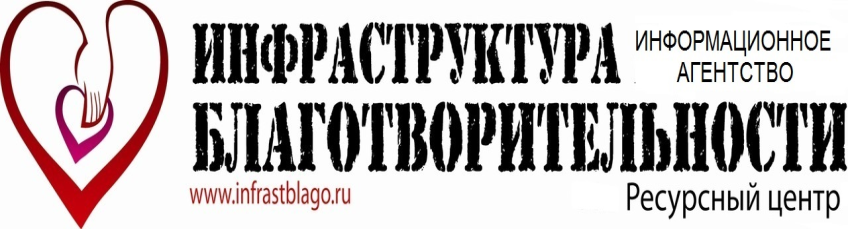 ИНФРАСТРУКТУРА
ИНФОРМАЦИОННОЕ
АГЕНТСТВО
БЛАГОТВОРИТЕЛЬНОСТИ
www.infrastblago.ru
Ресурсный центр